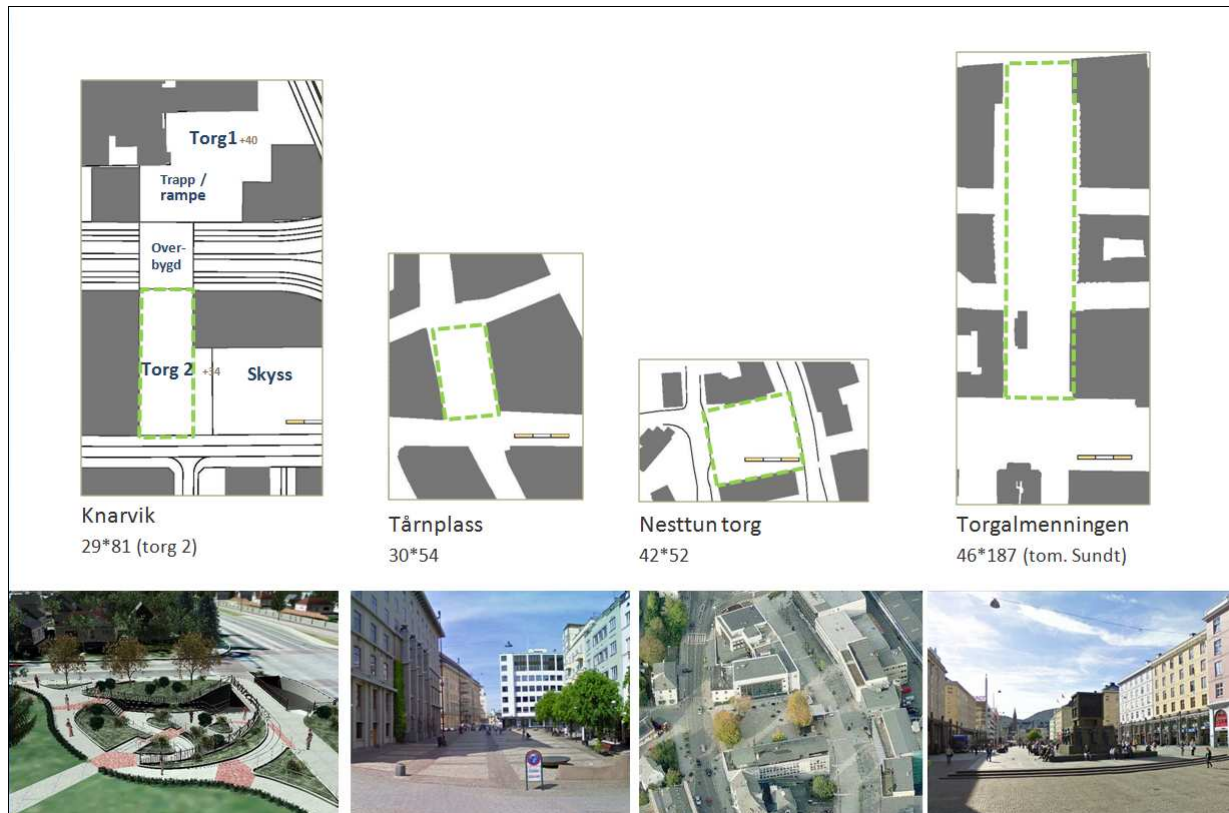 Torg1 +40
Trapp /
rampe
Over-
bygd
Torg 2 +34
Skyss
Knarvik
29*81 (torg 2)
Tårnplass
30*54
Nesttun torg
42*52
Torgalmenningen
46*187 (tom. Sundt)